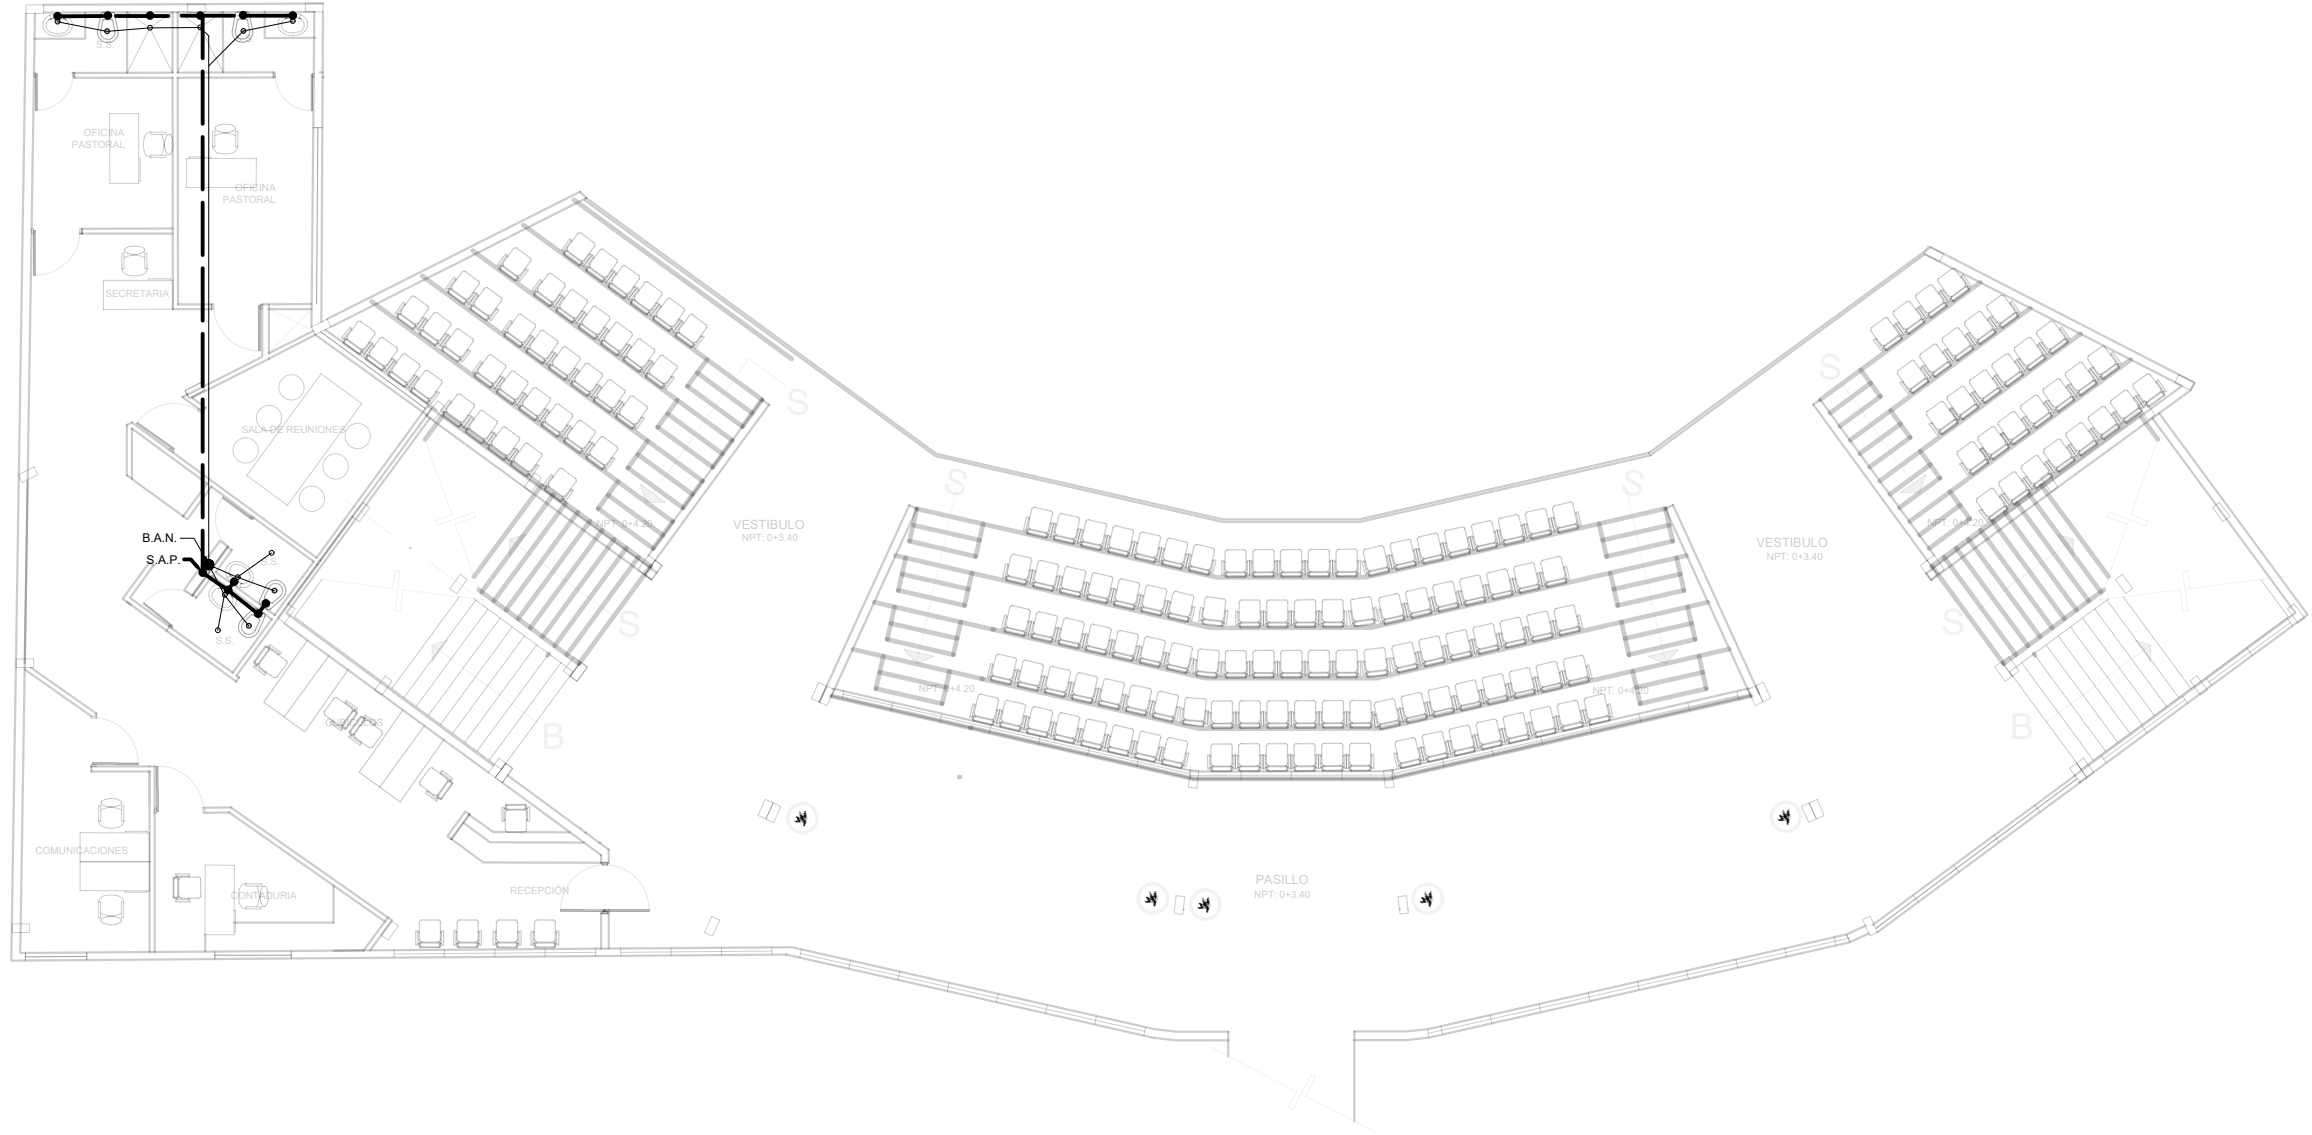 S.S.
OFICINA
PASTORAL
OFICINA
PASTORAL
SECRETARIA
S
S
SALA DE REUNIONES
S
S
NPT: 0+4.20
VESTIBULO
NPT: 0+3.40
NPT: 0+4.20
VESTIBULO
NPT: 0+3.40
B.A.N.
S.A.P.
S.S.
S.S.
S
S
NPT: 0+4.20
NPT: 0+4.20
CUBICULOS
B
B
COMUNICACIONES
CONTADURIA
RECEPCIÓN
PASILLO
NPT: 0+3.40